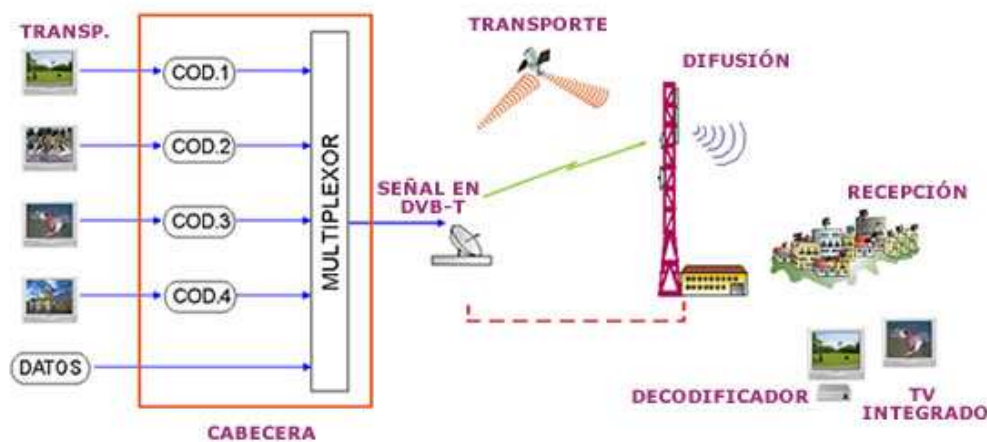 TRANSP.
COD.1
COD.2
COD.3
COD.4
DATOS
MULTIPLEXOR
CABECERA
SEÑAL EN
DVB-T
TRANSPORTE
DIFUSIÓN
RECEPCIÓN
DECODIFICADOR
TV
INTEGRADO